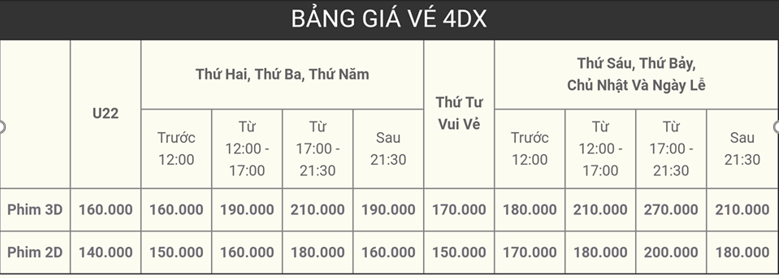 BẢNG GIÁ VÉ 4DX
U22
Thứ Hai, Thứ Ba, Thứ Năm
Thứ Tư
Vui Vẻ
Thứ Sáu, Thứ Bảy,
Chủ Nhật Và Ngày Lễ
Trước
12:00
Từ
12:00 -
17:00
Từ
17:00 -
21:30
Sau
21:30
Trước
12:00
Từ
12:00 -
17:00
Từ
17:00 -
21:30
Sau
21:30
Phim 3D 160.000 160.000 190.000 210.000 190.000 170.000 180.000 210.000 270.000 210.000
Phim 2D 140.000 150.000 160.000 180.000 160.000 150.000 170.000 180.000 200.000 180.000